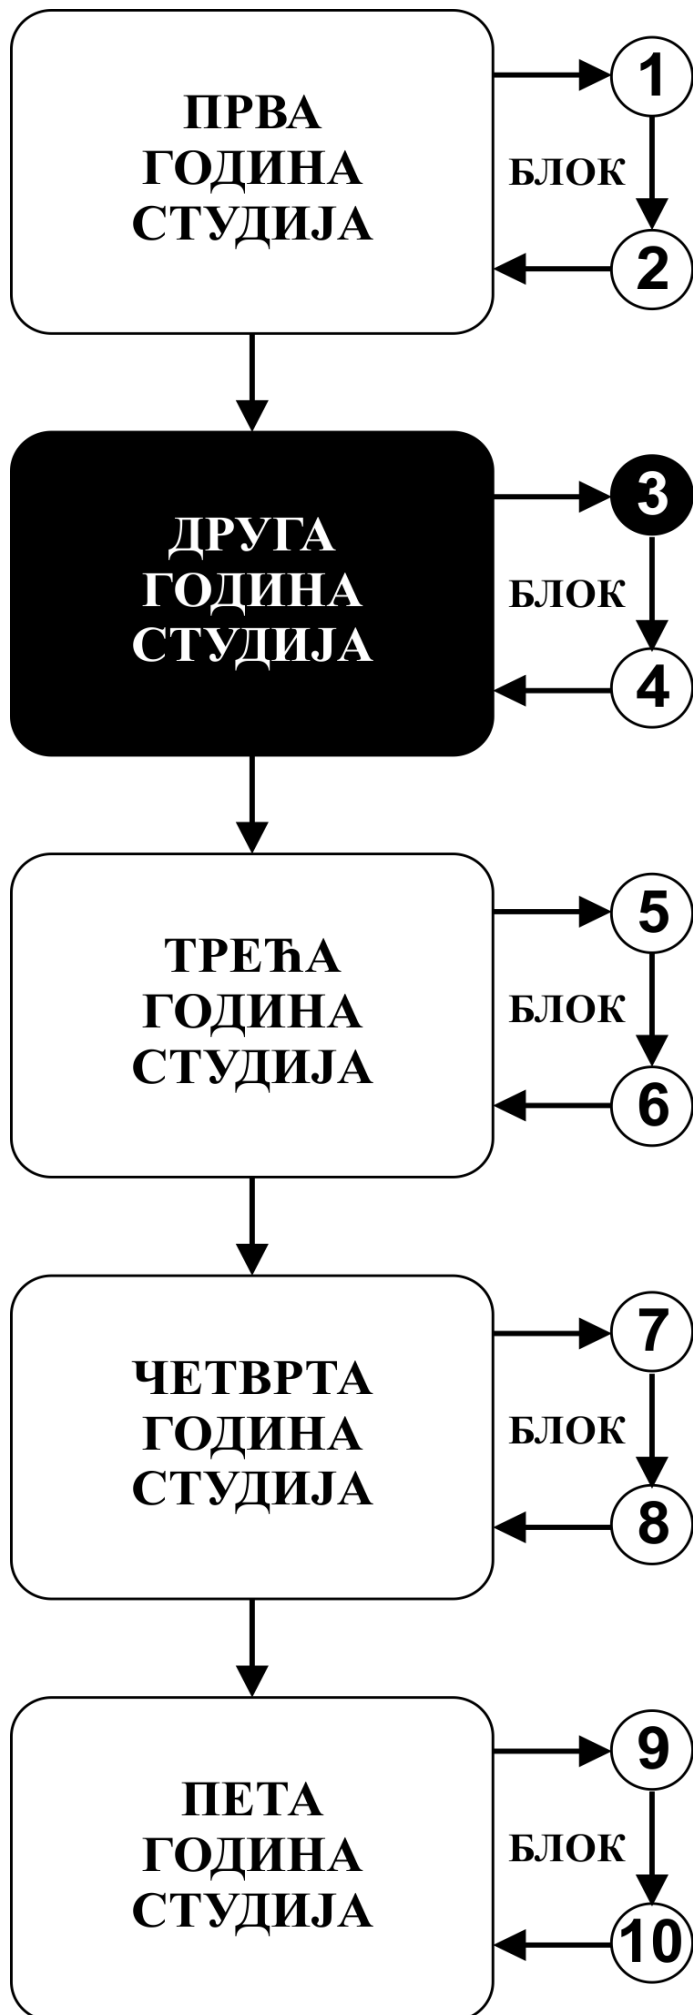 ПРВА
ГОДИНА
СТУДИЈА
1
БЛОК
2
ДРУГА
ГОДИНА
СТУДИЈА
3
БЛОК
4
ТРЕЋА
ГОДИНА
СТУДИЈА
5
БЛОК
6
ЧЕТВРТА
ГОДИНА
СТУДИЈА
7
БЛОК
8
ПЕТА
ГОДИНА
СТУДИЈА
9
БЛОК
10